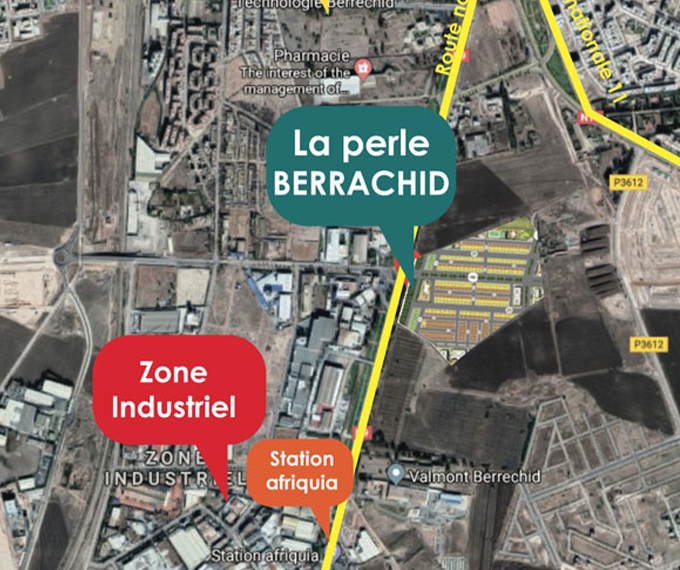 Technologie Berrechid
Route na
nationale 11
Pharmacie
The interest of the
management of...
La perle
BERRACHID
P3612
P3612
Zone
Industriel
ZONE
INDUSTRIEL
Station
afriquia
Valmont Berrechid
Station afriquia